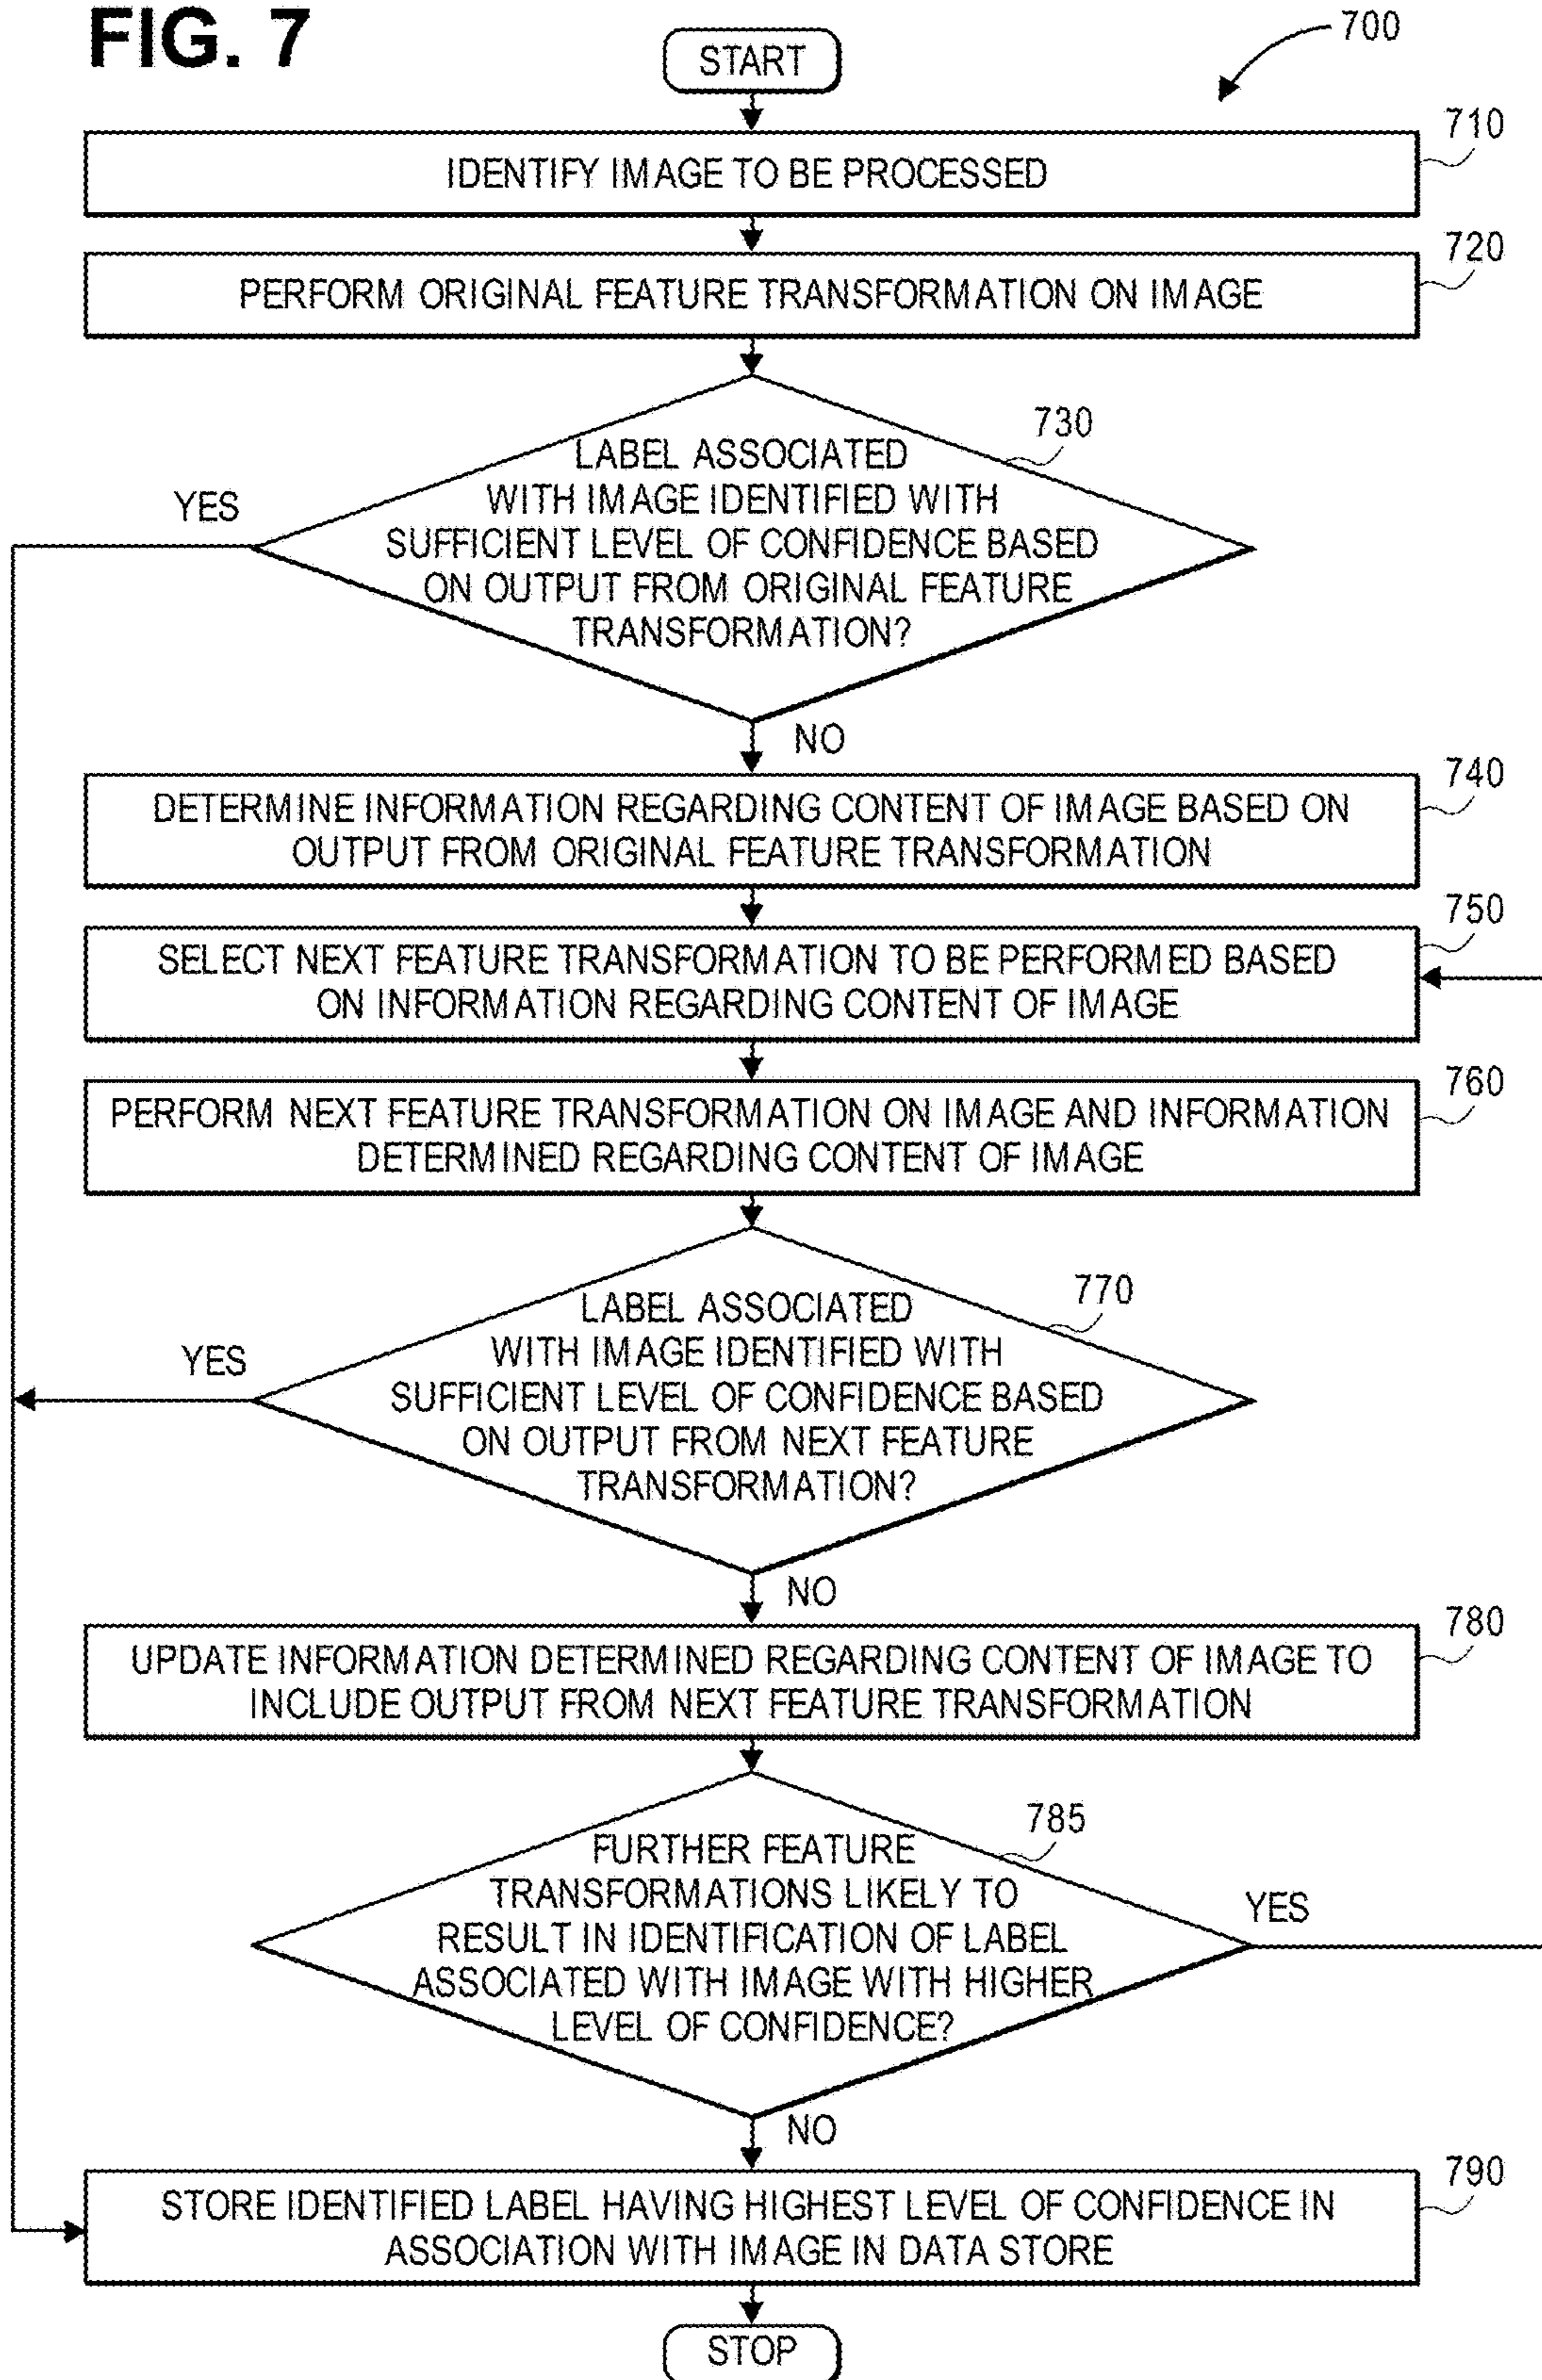 FIG. 7
START
700
710
IDENTIFY IMAGE TO BE PROCESSED
720
PERFORM ORIGINAL FEATURE TRANSFORMATION ON IMAGE
730
LABEL ASSOCIATED
WITH IMAGE IDENTIFIED WITH
SUFFICIENT LEVEL OF CONFIDENCE BASED
ON OUTPUT FROM ORIGINAL FEATURE
TRANSFORMATION?
YES
NO
740
DETERMINE INFORMATION REGARDING CONTENT OF IMAGE BASED ON
OUTPUT FROM ORIGINAL FEATURE TRANSFORMATION
750
SELECT NEXT FEATURE TRANSFORMATION TO BE PERFORMED BASED
ON INFORMATION REGARDING CONTENT OF IMAGE
760
PERFORM NEXT FEATURE TRANSFORMATION ON IMAGE AND INFORMATION
DETERMINED REGARDING CONTENT OF IMAGE
770
LABEL ASSOCIATED
WITH IMAGE IDENTIFIED WITH
SUFFICIENT LEVEL OF CONFIDENCE BASED
ON OUTPUT FROM NEXT FEATURE
TRANSFORMATION?
YES
NO
780
UPDATE INFORMATION DETERMINED REGARDING CONTENT OF IMAGE TO
INCLUDE OUTPUT FROM NEXT FEATURE TRANSFORMATION
785
FURTHER FEATURE
TRANSFORMATIONS LIKELY TO
RESULT IN IDENTIFICATION OF LABEL
ASSOCIATED WITH IMAGE WITH HIGHER
LEVEL OF CONFIDENCE?
YES
NO
790
STORE IDENTIFIED LABEL HAVING HIGHEST LEVEL OF CONFIDENCE IN
ASSOCIATION WITH IMAGE IN DATA STORE
STOP